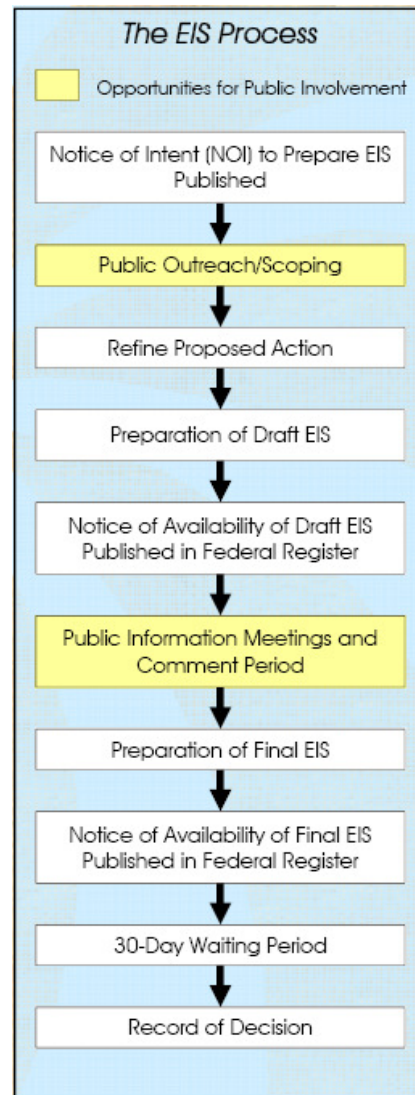 The EIS Process
Opportunities for Public Involvement
Notice of Intent (NOI) to Prepare EIS
Published
Public Outreach/Scoping
Refine Proposed Action
Preparation of Draft EIS
Notice of Availability of Draft EIS
Published in Federal Register
Public Information Meetings and
Comment Period
Preparation of Final EIS
Notice of Availability of Final EIS
Published in Federal Register
30-Day Waiting Period
Record of Decision